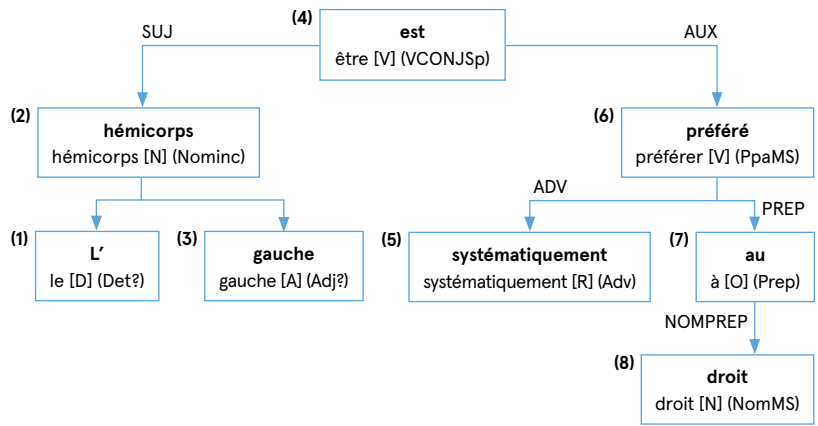 (4)
est
être [V] (VCONJSp)
SUJ
AUX
(2)
hémicorps
hémicorps [N] (Nominc)
(6)
préféré
préférer [V] (PpaMS)
ADV
PREP
(1)
L’
le [D] (Det?)
(3)
gauche
gauche [A] (Adj?)
(5)
systématiquement
systématiquement [R] (Adv)
(7)
au
à [O] (Prep)
NOMPREP
(8)
droit
droit [N] (NomMS)